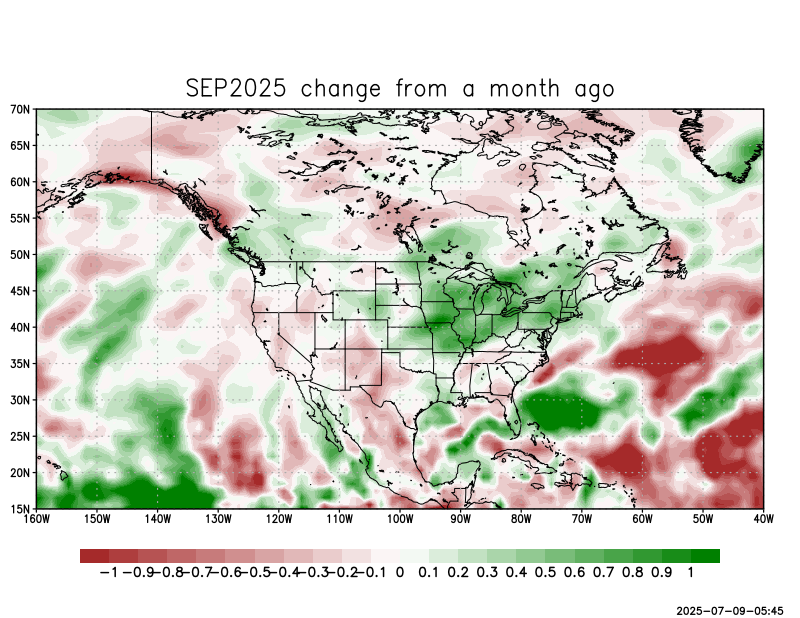 SEP2025 change from a month ago
70N
65N
60N
55N
50N
45N
40N
35N
30N
25N
20N
15N
160W 150W 140W 130W 120W 110W 100W 90W 80W 70W 60W 50W 40W
-1 -0.9 -0.8 -0.7 -0.6 -0.5 -0.4 -0.3 -0.2 -0.1 0 0.1 0.2 0.3 0.4 0.5 0.6 0.7 0.8 0.9 1
2025-07-09-05:45